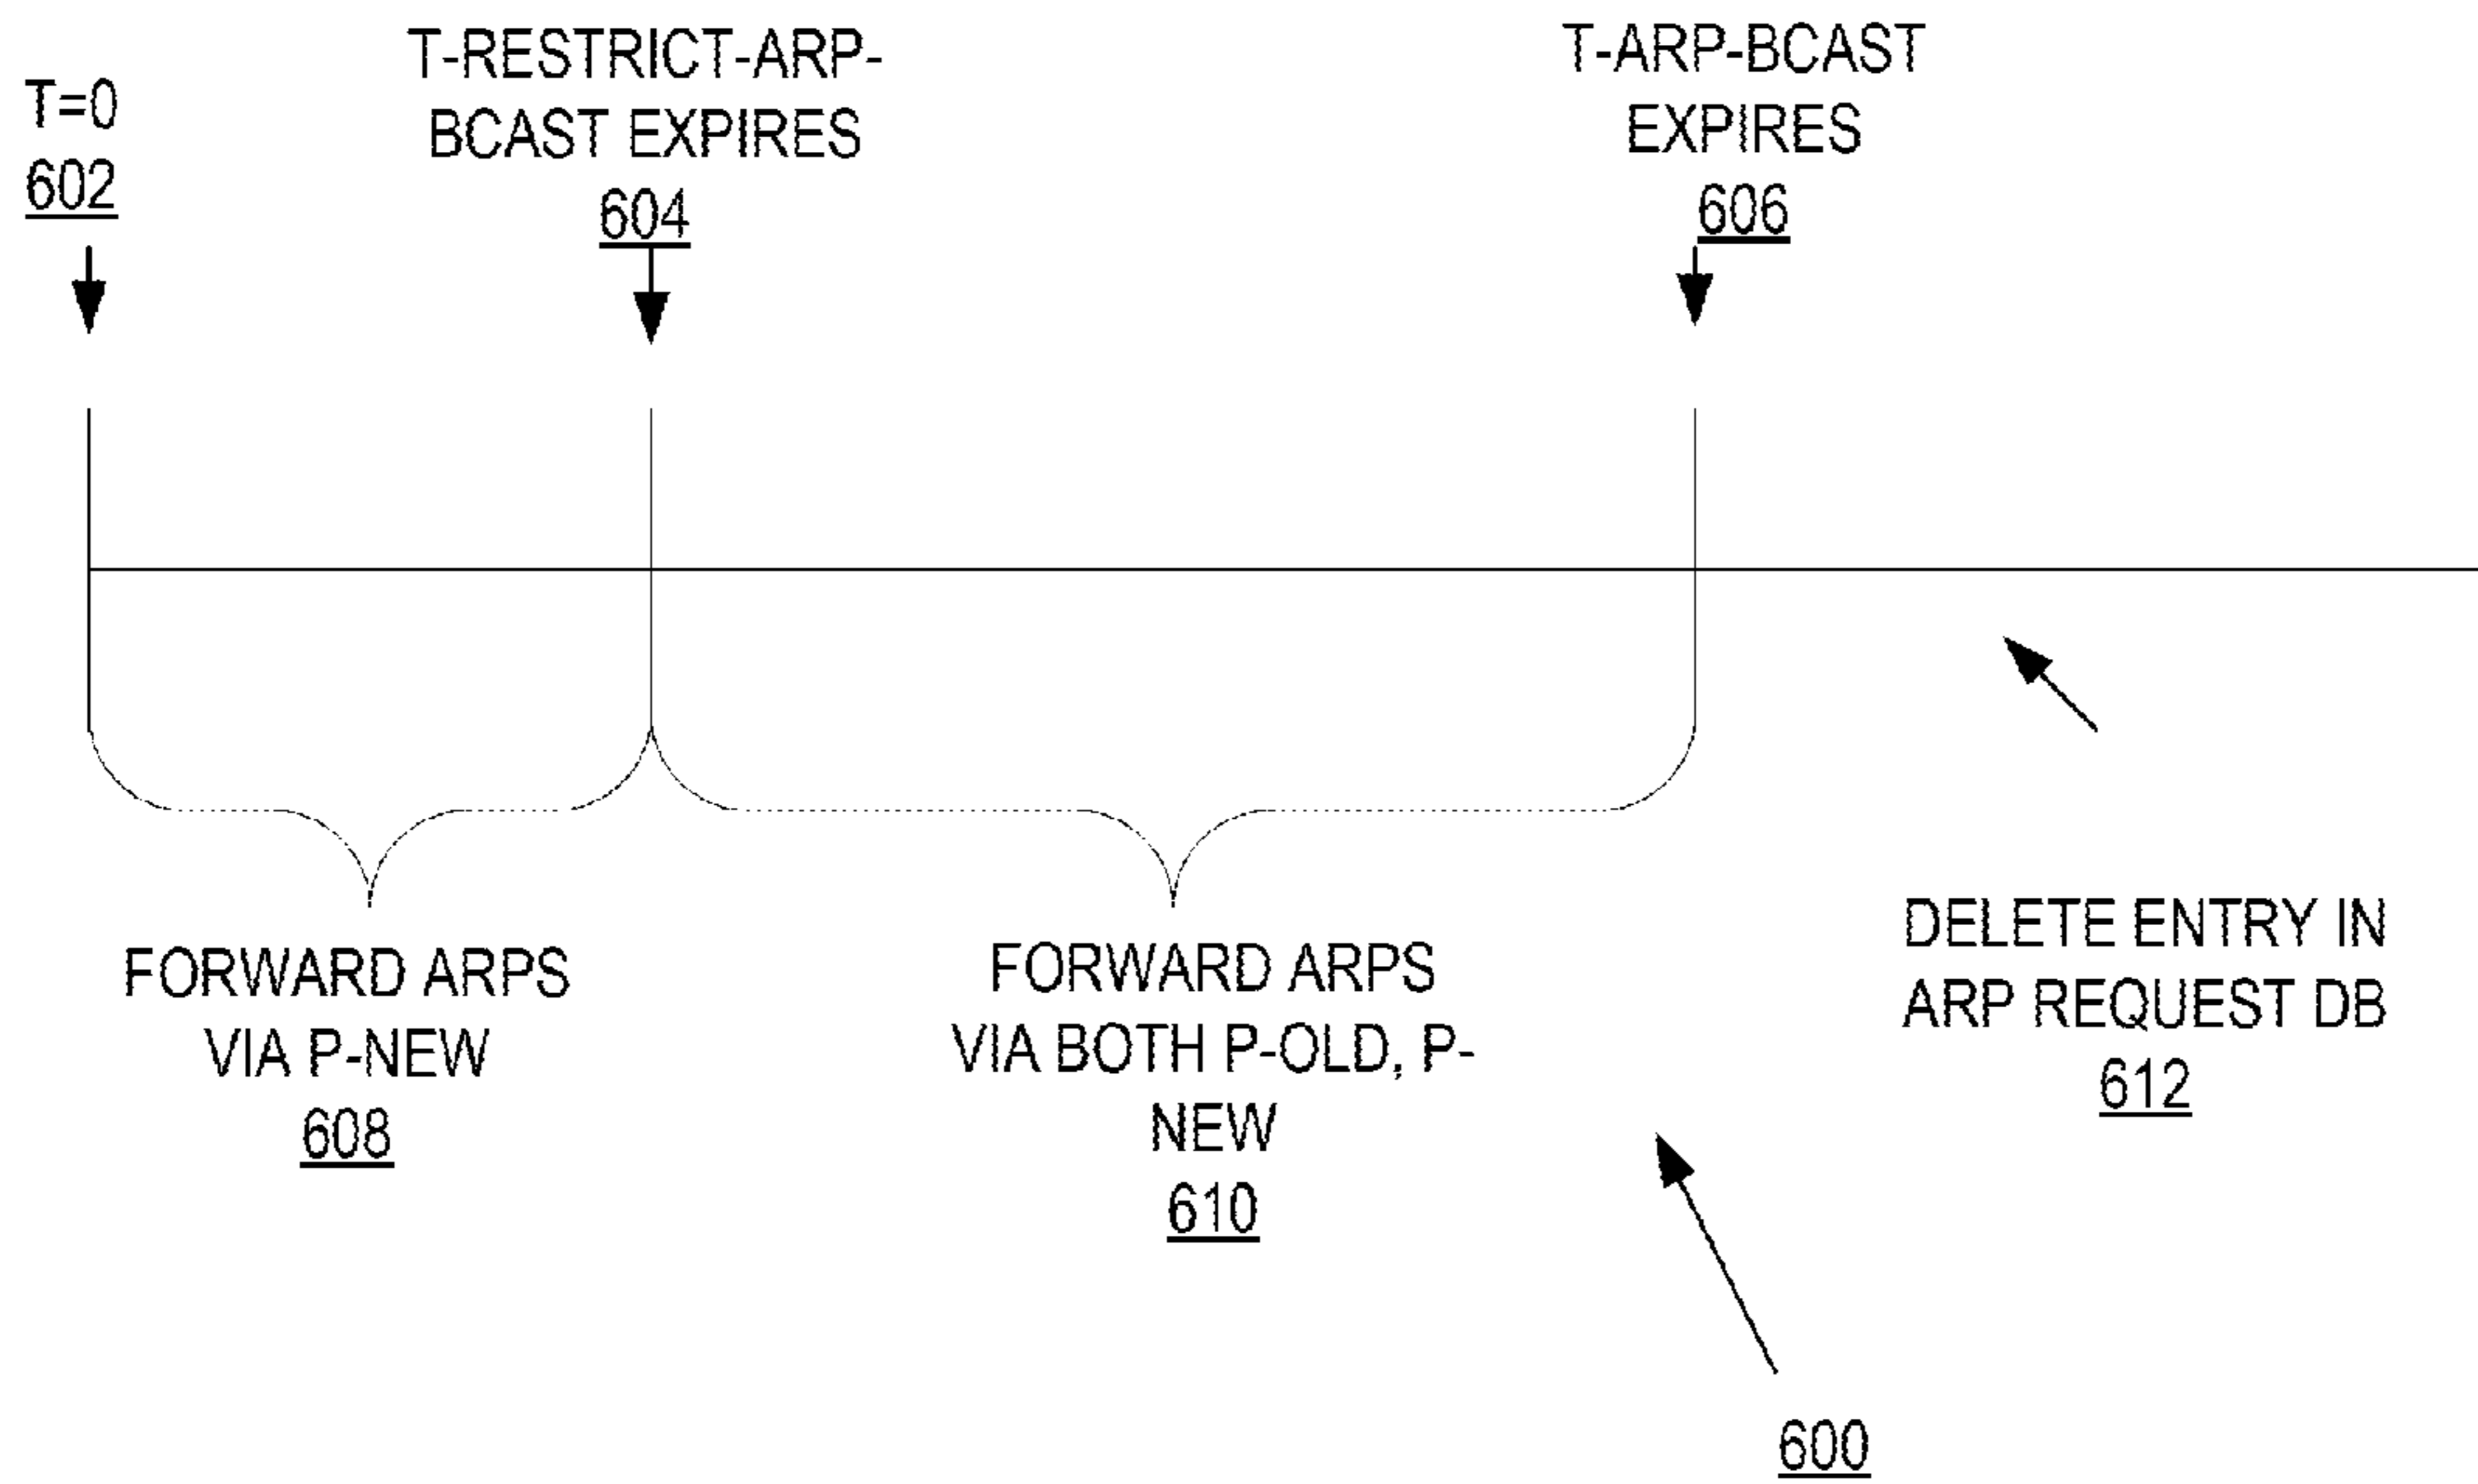 T=0
602
T-RESTRICT-ARP-
BCAST EXPIRES
604
T-ARP-BCAST
EXPIRES
606
FORWARD ARPS
VIA P-NEW
608
FORWARD ARPS
VIA BOTH P-OLD, P-
NEW
610
DELETE ENTRY IN
ARP REQUEST DB
612
600